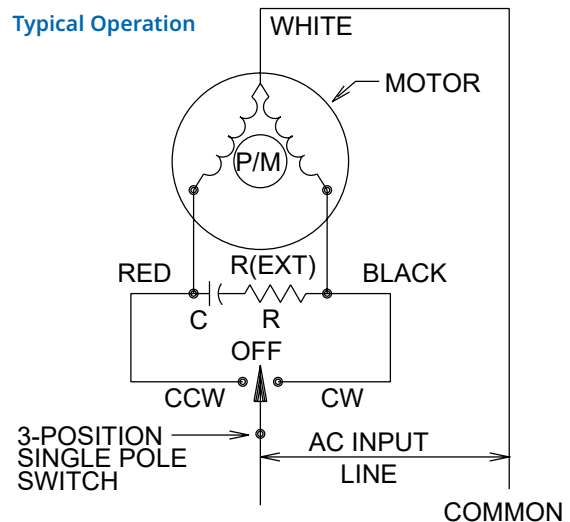 Typical Operation
WHITE
MOTOR
P/M
RED
R(EXT)
BLACK
C
R
OFF
CCW
CW
3-POSITION
SINGLE POLE
SWITCH
AC INPUT
LINE
COMMON